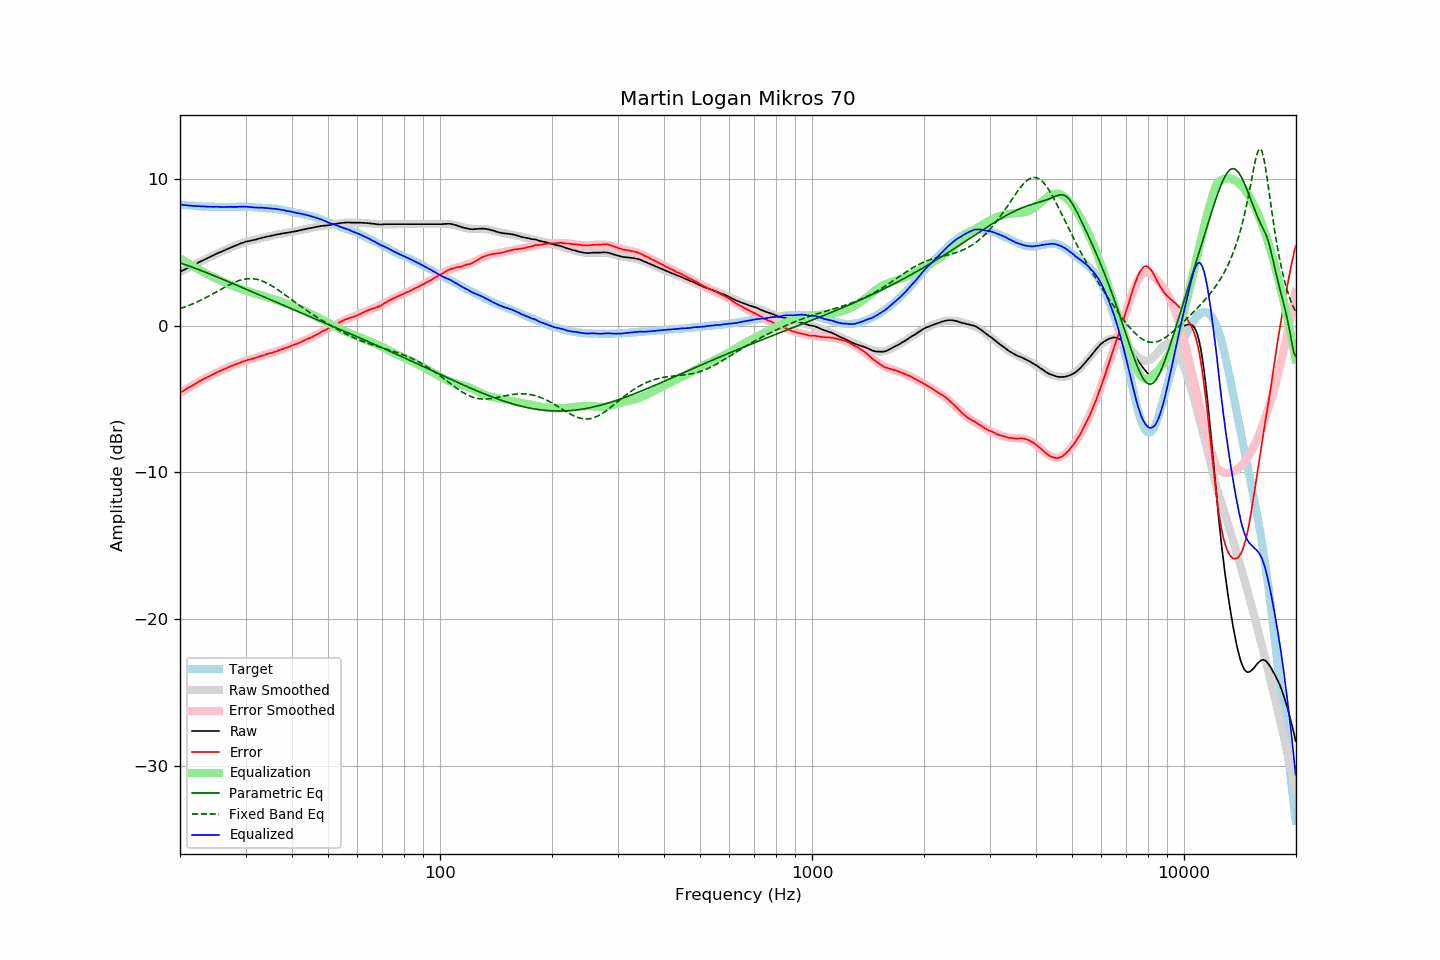 Martin Logan Mikros 70
10
0
−10
−20
−30
Amplitude (dBr)
Target
Raw Smoothed
Error Smoothed
Raw
Error
Equalization
Parametric Eq
Fixed Band Eq
Equalized
100
1000
10000
Frequency (Hz)